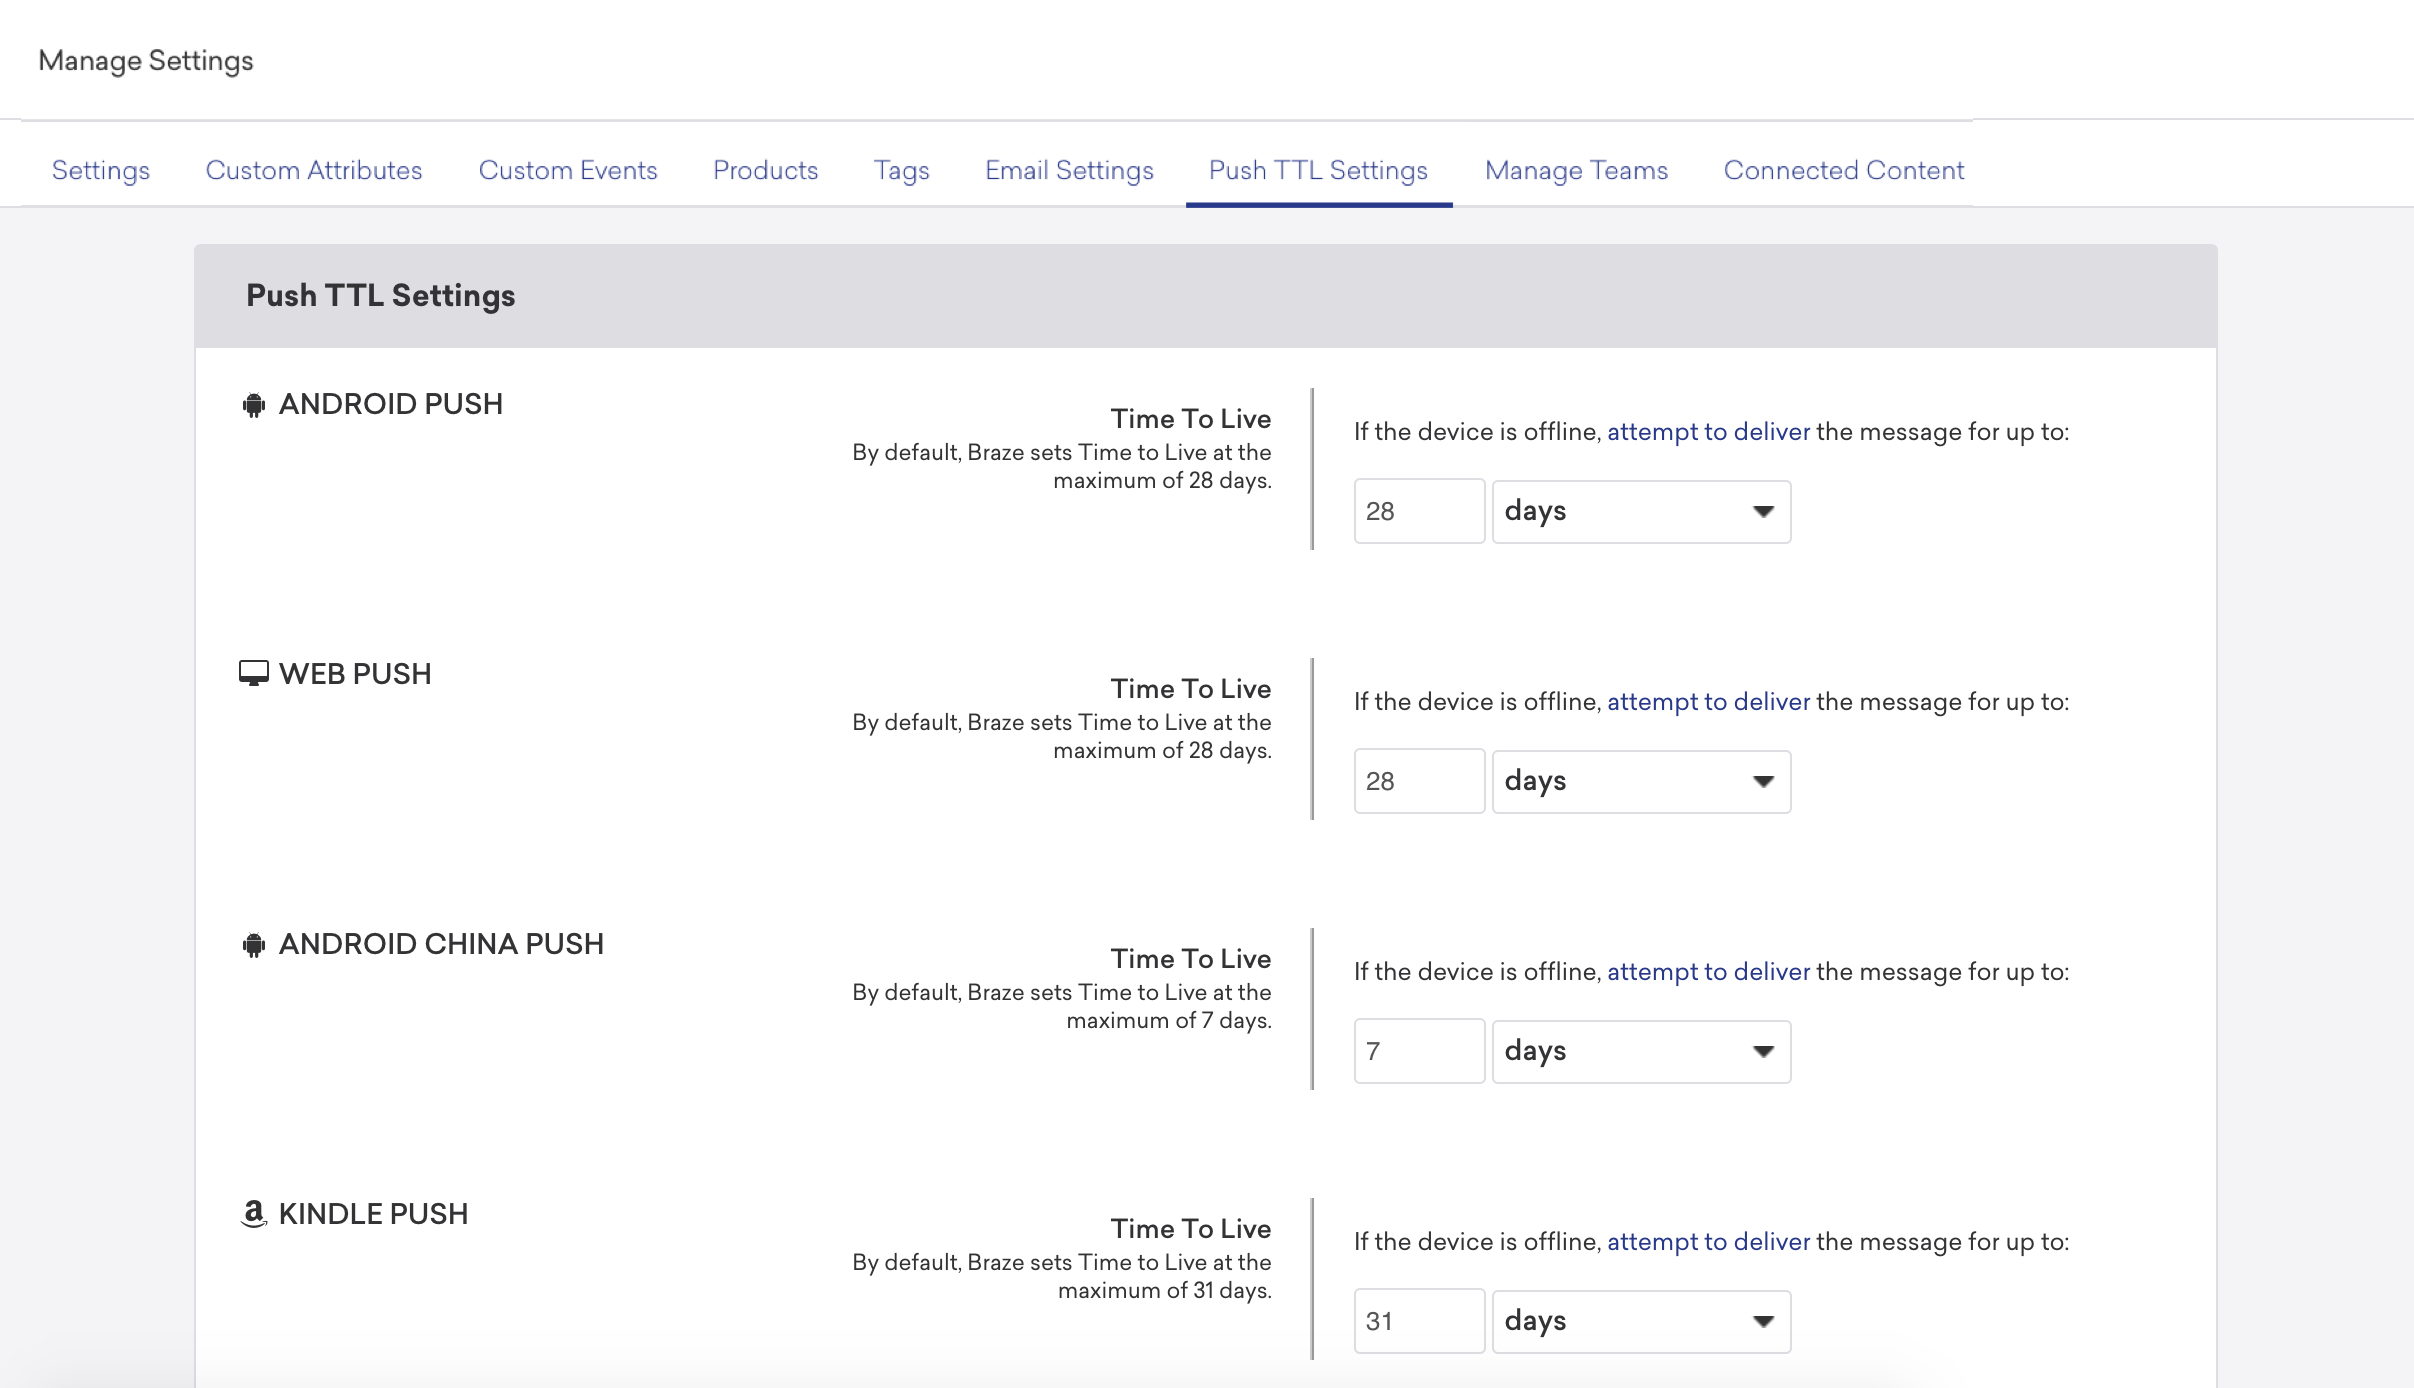 Manage Settings
Settings Custom Attributes Custom Events Products Tags Email Settings Push TTL Settings Manage Teams Connected Content
Push TTL Settings
ANDROID PUSH
Time To Live
By default, Braze sets Time to Live at the
maximum of 28 days.
If the device is offline, attempt to deliver the message for up to:
28 days
WEB PUSH
Time To Live
By default, Braze sets Time to Live at the
maximum of 28 days.
If the device is offline, attempt to deliver the message for up to:
28 days
ANDROID CHINA PUSH
Time To Live
By default, Braze sets Time to Live at the
maximum of 7 days.
If the device is offline, attempt to deliver the message for up to:
7 days
KINDLE PUSH
Time To Live
By default, Braze sets Time to Live at the
maximum of 31 days.
If the device is offline, attempt to deliver the message for up to:
31 days